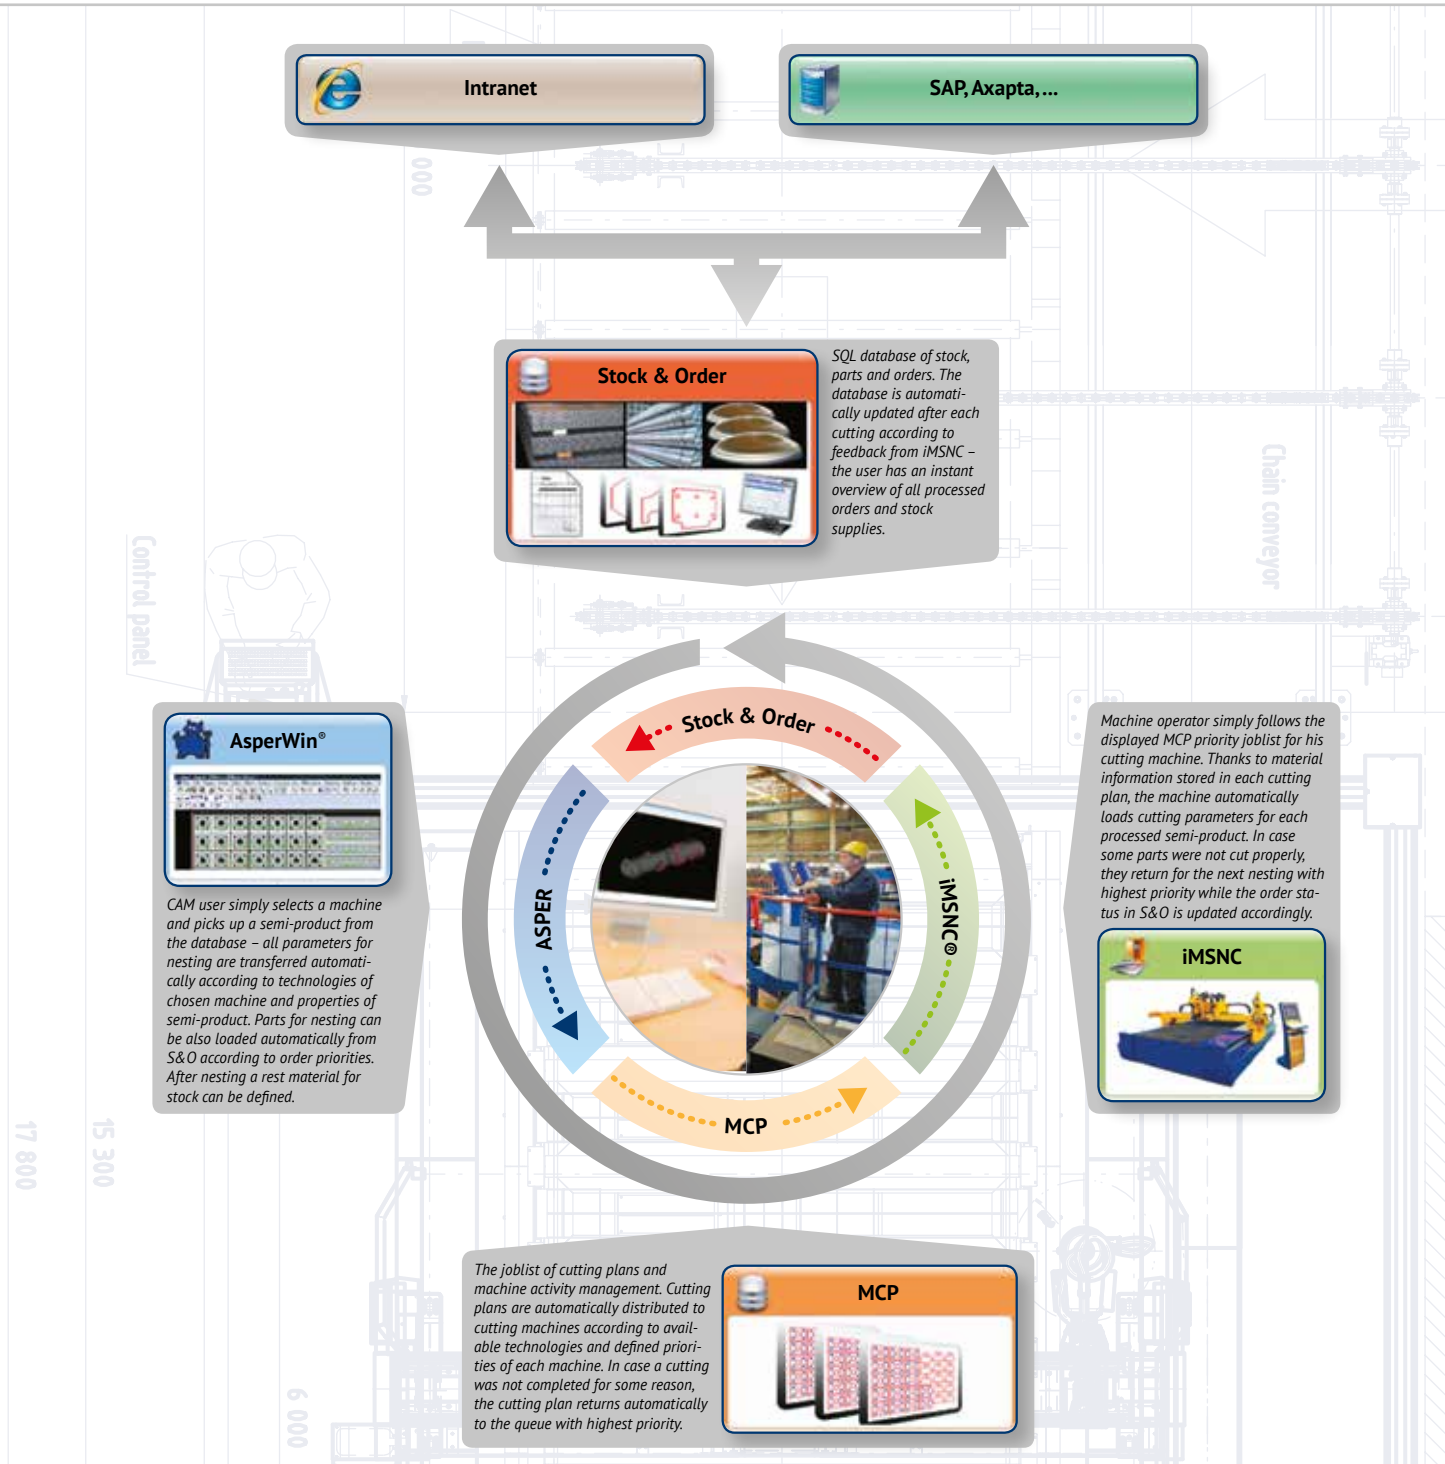 Intranet
SAP, Axapta, ...
000
Stock & Order
SQL database of stock,
parts and orders. The
database is automati-
cally updated after each
cutting according to
feedback from iMSNC –
the user has an instant
overview of all processed
orders and stock
supplies.
Chain conveyor
Control panel
Stock & Order
ASPER
iMSNC®
MCP
AsperWin®
CAM user simply selects a machine
and picks up a semi-product from
the database – all parameters for
nesting are transferred automati-
cally according to technologies of
chosen machine and properties of
semi-product. Parts for nesting can
be also loaded automatically from
S&O according to order priorities.
After nesting a rest material for
stock can be defined.
Machine operator simply follows the
displayed MCP priority joblist for his
cutting machine. Thanks to material
information stored in each cutting
plan, the machine automatically
loads cutting parameters for each
processed semi-product. In case
some parts were not cut properly,
they return for the next nesting with
highest priority while the order sta-
tus in S&O is updated accordingly.
iMSNC
17 800
15 300
6 000
The joblist of cutting plans and
machine activity management. Cutting
plans are automatically distributed to
cutting machines according to avail-
able technologies and defined priori-
ties of each machine. In case a cutting
was not completed for some reason,
the cutting plan returns automatically
to the queue with highest priority.
MCP